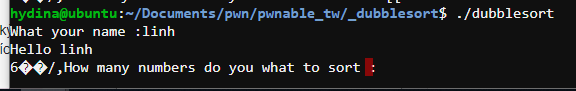 hydina@ubuntu:~/Documents/pwn/pwnable_tw/_dubblesort$ ./dubblesort
What your name :linh
Hello linh
6��/,How many numbers do you what to sort :